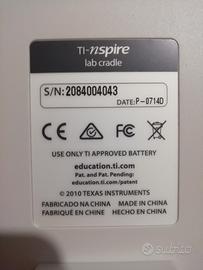 TI-nspire
lab cradle
S/N: 2084004043
DATE: P-0714D
CE FC
USE ONLY TI APPROVED BATTERY
education.ti.com
Pat. and Pat. Pending:
education.ti.com/patent
© 2010 TEXAS INSTRUMENTS
FABRICADO NA CHINA MADE IN CHINA
FABRIQUÉ EN CHINE HECHO EN CHINA
subito